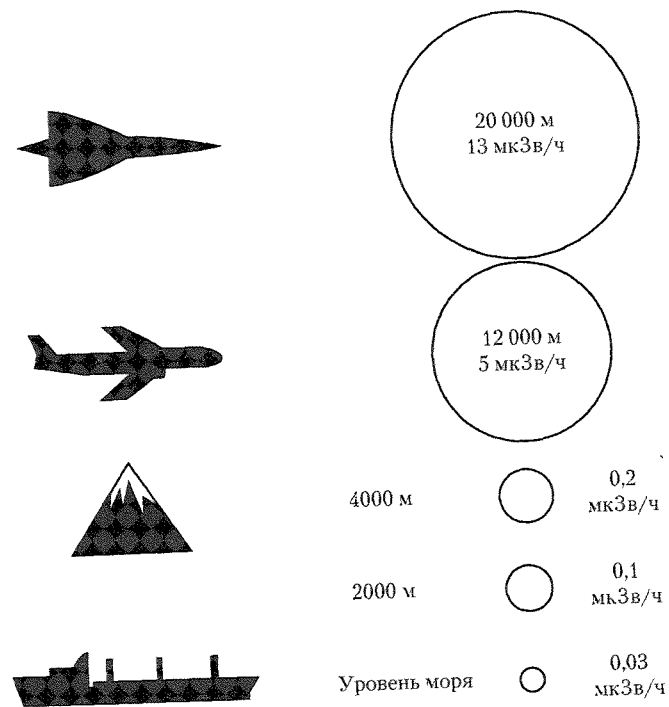 20 000 м
13 мкЗв/ч
12 000 м
5 мкЗв/ч
4000 м
0,2
мкЗв/ч
2000 м
0,1
мкЗв/ч
Уровень моря
0,03
мкЗв/ч